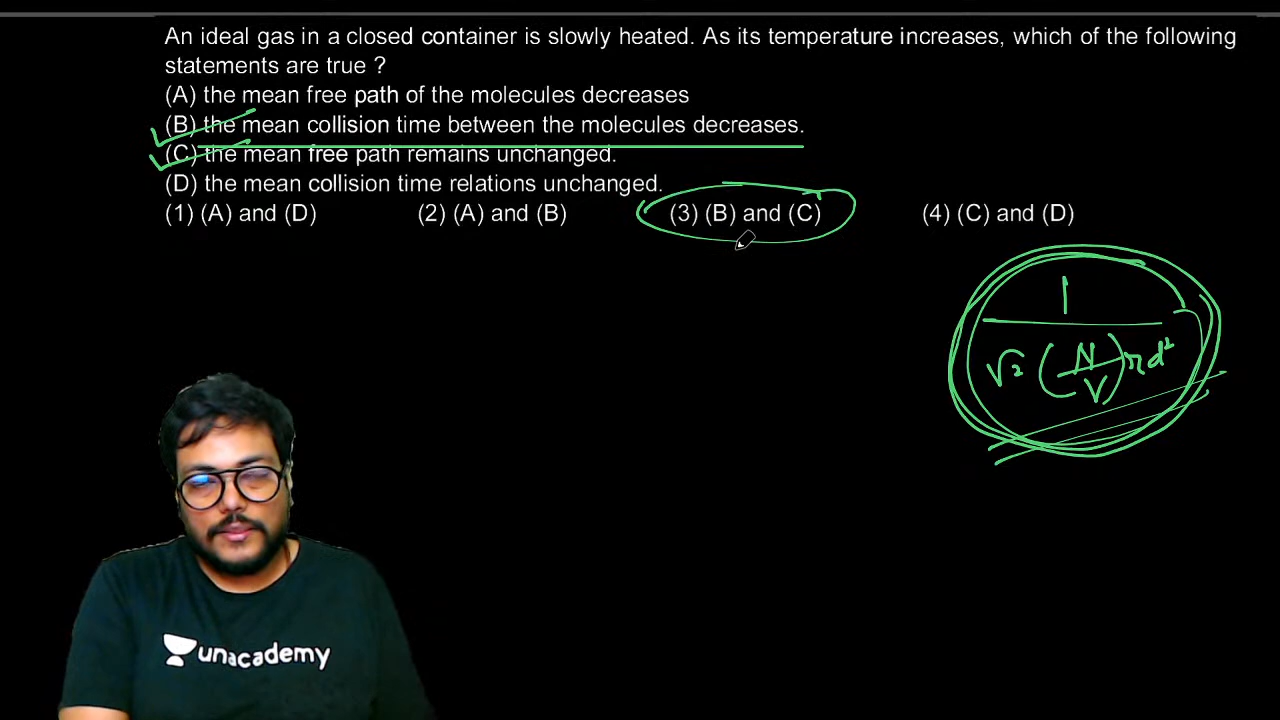 An ideal gas in a closed container is slowly heated. As its temperature increases, which of the following
statements are true ?
(A) the mean free path of the molecules decreases
(B) the mean collision time between the molecules decreases.
(C) the mean free path remains unchanged.
(D) the mean collision time relations unchanged.
(1) (A) and (D) (2) (A) and (B) (3) (B) and (C) (4) (C) and (D)
1
√2 (N/V) πd²
unacademy